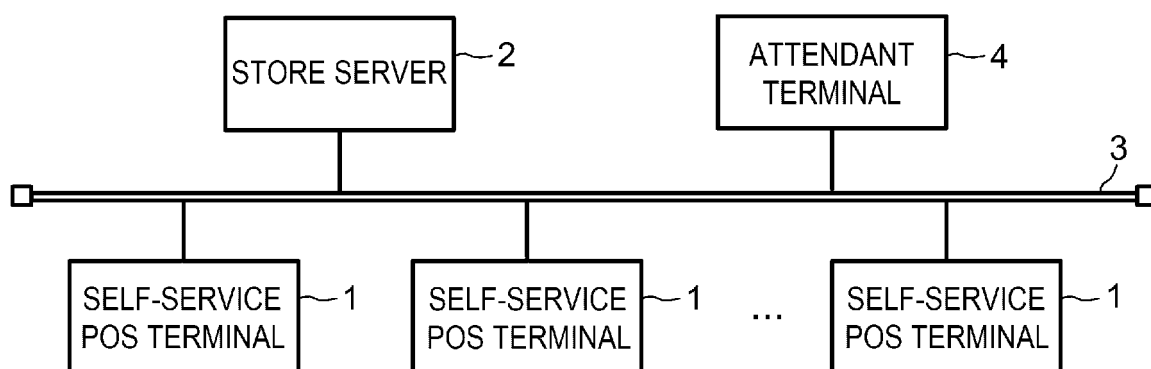 STORE SERVER
2
ATTENDANT
TERMINAL
4
3
SELF-SERVICE
POS TERMINAL
1
SELF-SERVICE
POS TERMINAL
1
...
SELF-SERVICE
POS TERMINAL
1